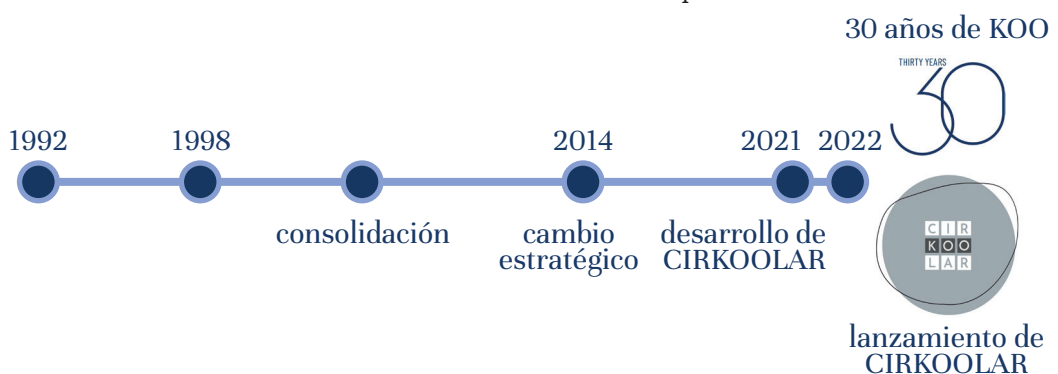 30 años de KOO
THIRTY YEARS
30
1992
1998
2014
2021
2022
consolidación
cambio
estratégico
desarrollo de
CIRKOOLAR
CIR
KOO
LAR
lanzamiento de
CIRKOOLAR